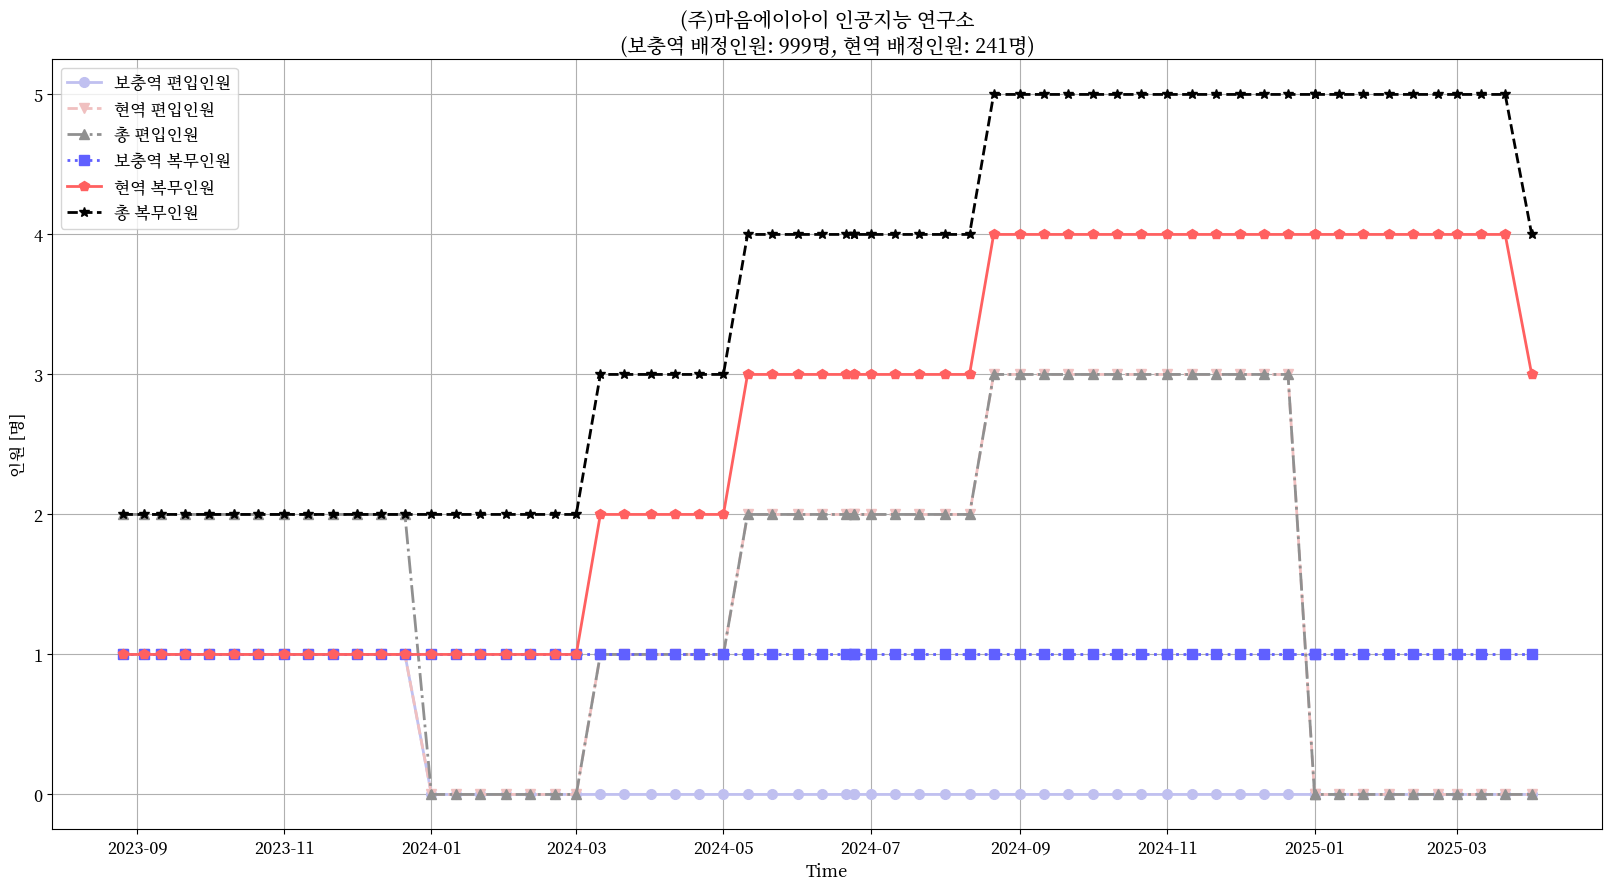 (주)마음에이아이 인공지능 연구소
(보충역 배정인원: 999명, 현역 배정인원: 241명)
보충역 편입인원
현역 편입인원
총 편입인원
보충역 복무인원
현역 복무인원
총 복무인원
5
4
3
2
1
0
인원 [명]
2023-09
2023-11
2024-01
2024-03
2024-05
2024-07
2024-09
2024-11
2025-01
2025-03
Time